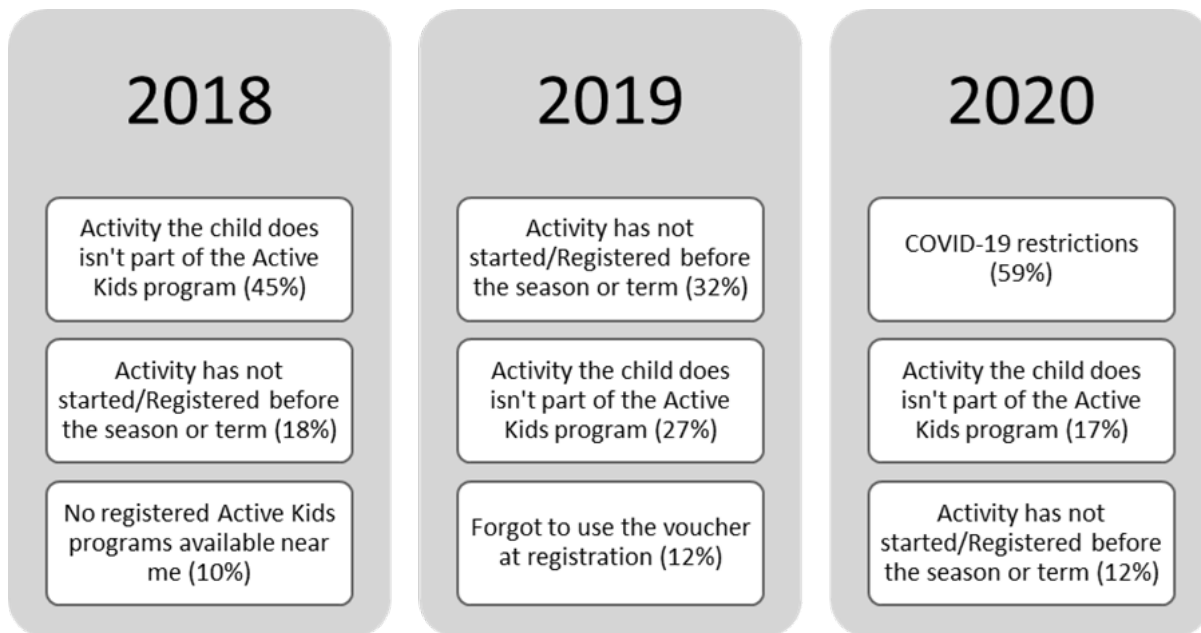 2018
Activity the child does
isn't part of the Active
Kids program (45%)
Activity has not
started/Registered before
the season or term (18%)
No registered Active Kids
programs available near
me (10%)
2019
Activity has not
started/Registered before
the season or term (32%)
Activity the child does
isn't part of the Active
Kids program (27%)
Forgot to use the voucher
at registration (12%)
2020
COVID-19 restrictions
(59%)
Activity the child does
isn't part of the Active
Kids program (17%)
Activity has not
started/Registered before
the season or term (12%)